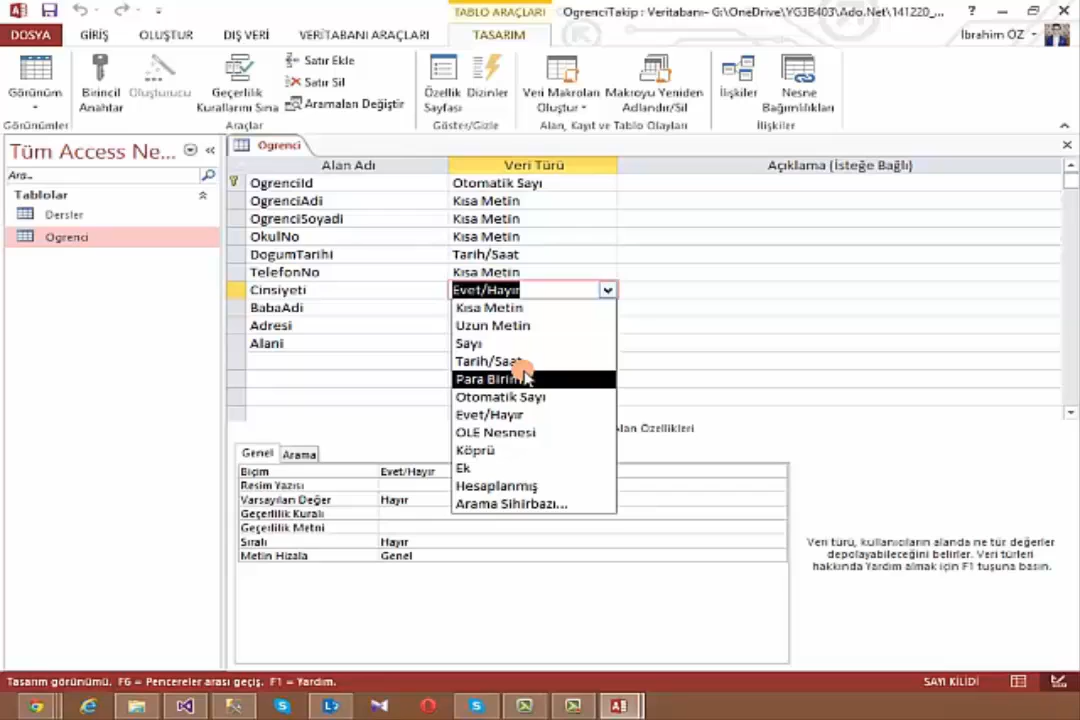 TABLO ARAÇLARI
OgrenciTakip : Veritabanı- G:\OneDrive\YG3B403\Ado.Net\141220_...
DOSYA GİRİŞ OLUŞTUR DIŞ VERİ VERİTABANI ARAÇLARI TASARIM İbrahim ÖZ
Görünüm
Birincil Anahtar
Oluşturucu
Geçerlilik Kurallarını Sına
Satır Ekle
Satır Sil
Aramaları Değiştir
Özellik Sayfası
Dizinler
Veri Makroları Oluştur
Makroyu Yeniden Adlandır/Sil
İlişkiler
Nesne Bağımlılıkları
Görünümler Araçlar Göster/Gizle Alan, Kayıt ve Tablo Olayları İlişkiler
Tüm Access Ne...
Ara...
Tablolar
Dersler
Ogrenci
Ogrenci
Alan Adı Veri Türü Açıklama (İsteğe Bağlı)
OgrenciId Otomatik Sayı
OgrenciAdi Kısa Metin
OgrenciSoyadi Kısa Metin
OkulNo Kısa Metin
DogumTarihi Tarih/Saat
TelefonNo Kısa Metin
Cinsiyeti Evet/Hayır
BabaAdi
Adresi
Alani
Kısa Metin
Uzun Metin
Sayı
Tarih/Saat
Para Birimi
Otomatik Sayı
Evet/Hayır
OLE Nesnesi
Köprü
Ek
Hesaplanmış
Arama Sihirbazı...
Alan Özellikleri
Genel Arama
Biçim Evet/Hayır
Resim Yazısı
Varsayılan Değer Hayır
Geçerlilik Kuralı
Geçerlilik Metni
Sıralı Hayır
Metin Hizala Genel
Veri türü, kullanıcıların alanda ne tür değerler
depolayabileceğini belirler. Veri türleri
hakkında Yardım almak için F1 tuşuna basın.
Tasarım görünümü. F6 = Pencereler arası geçiş. F1 = Yardım. SAYI KİLİDİ